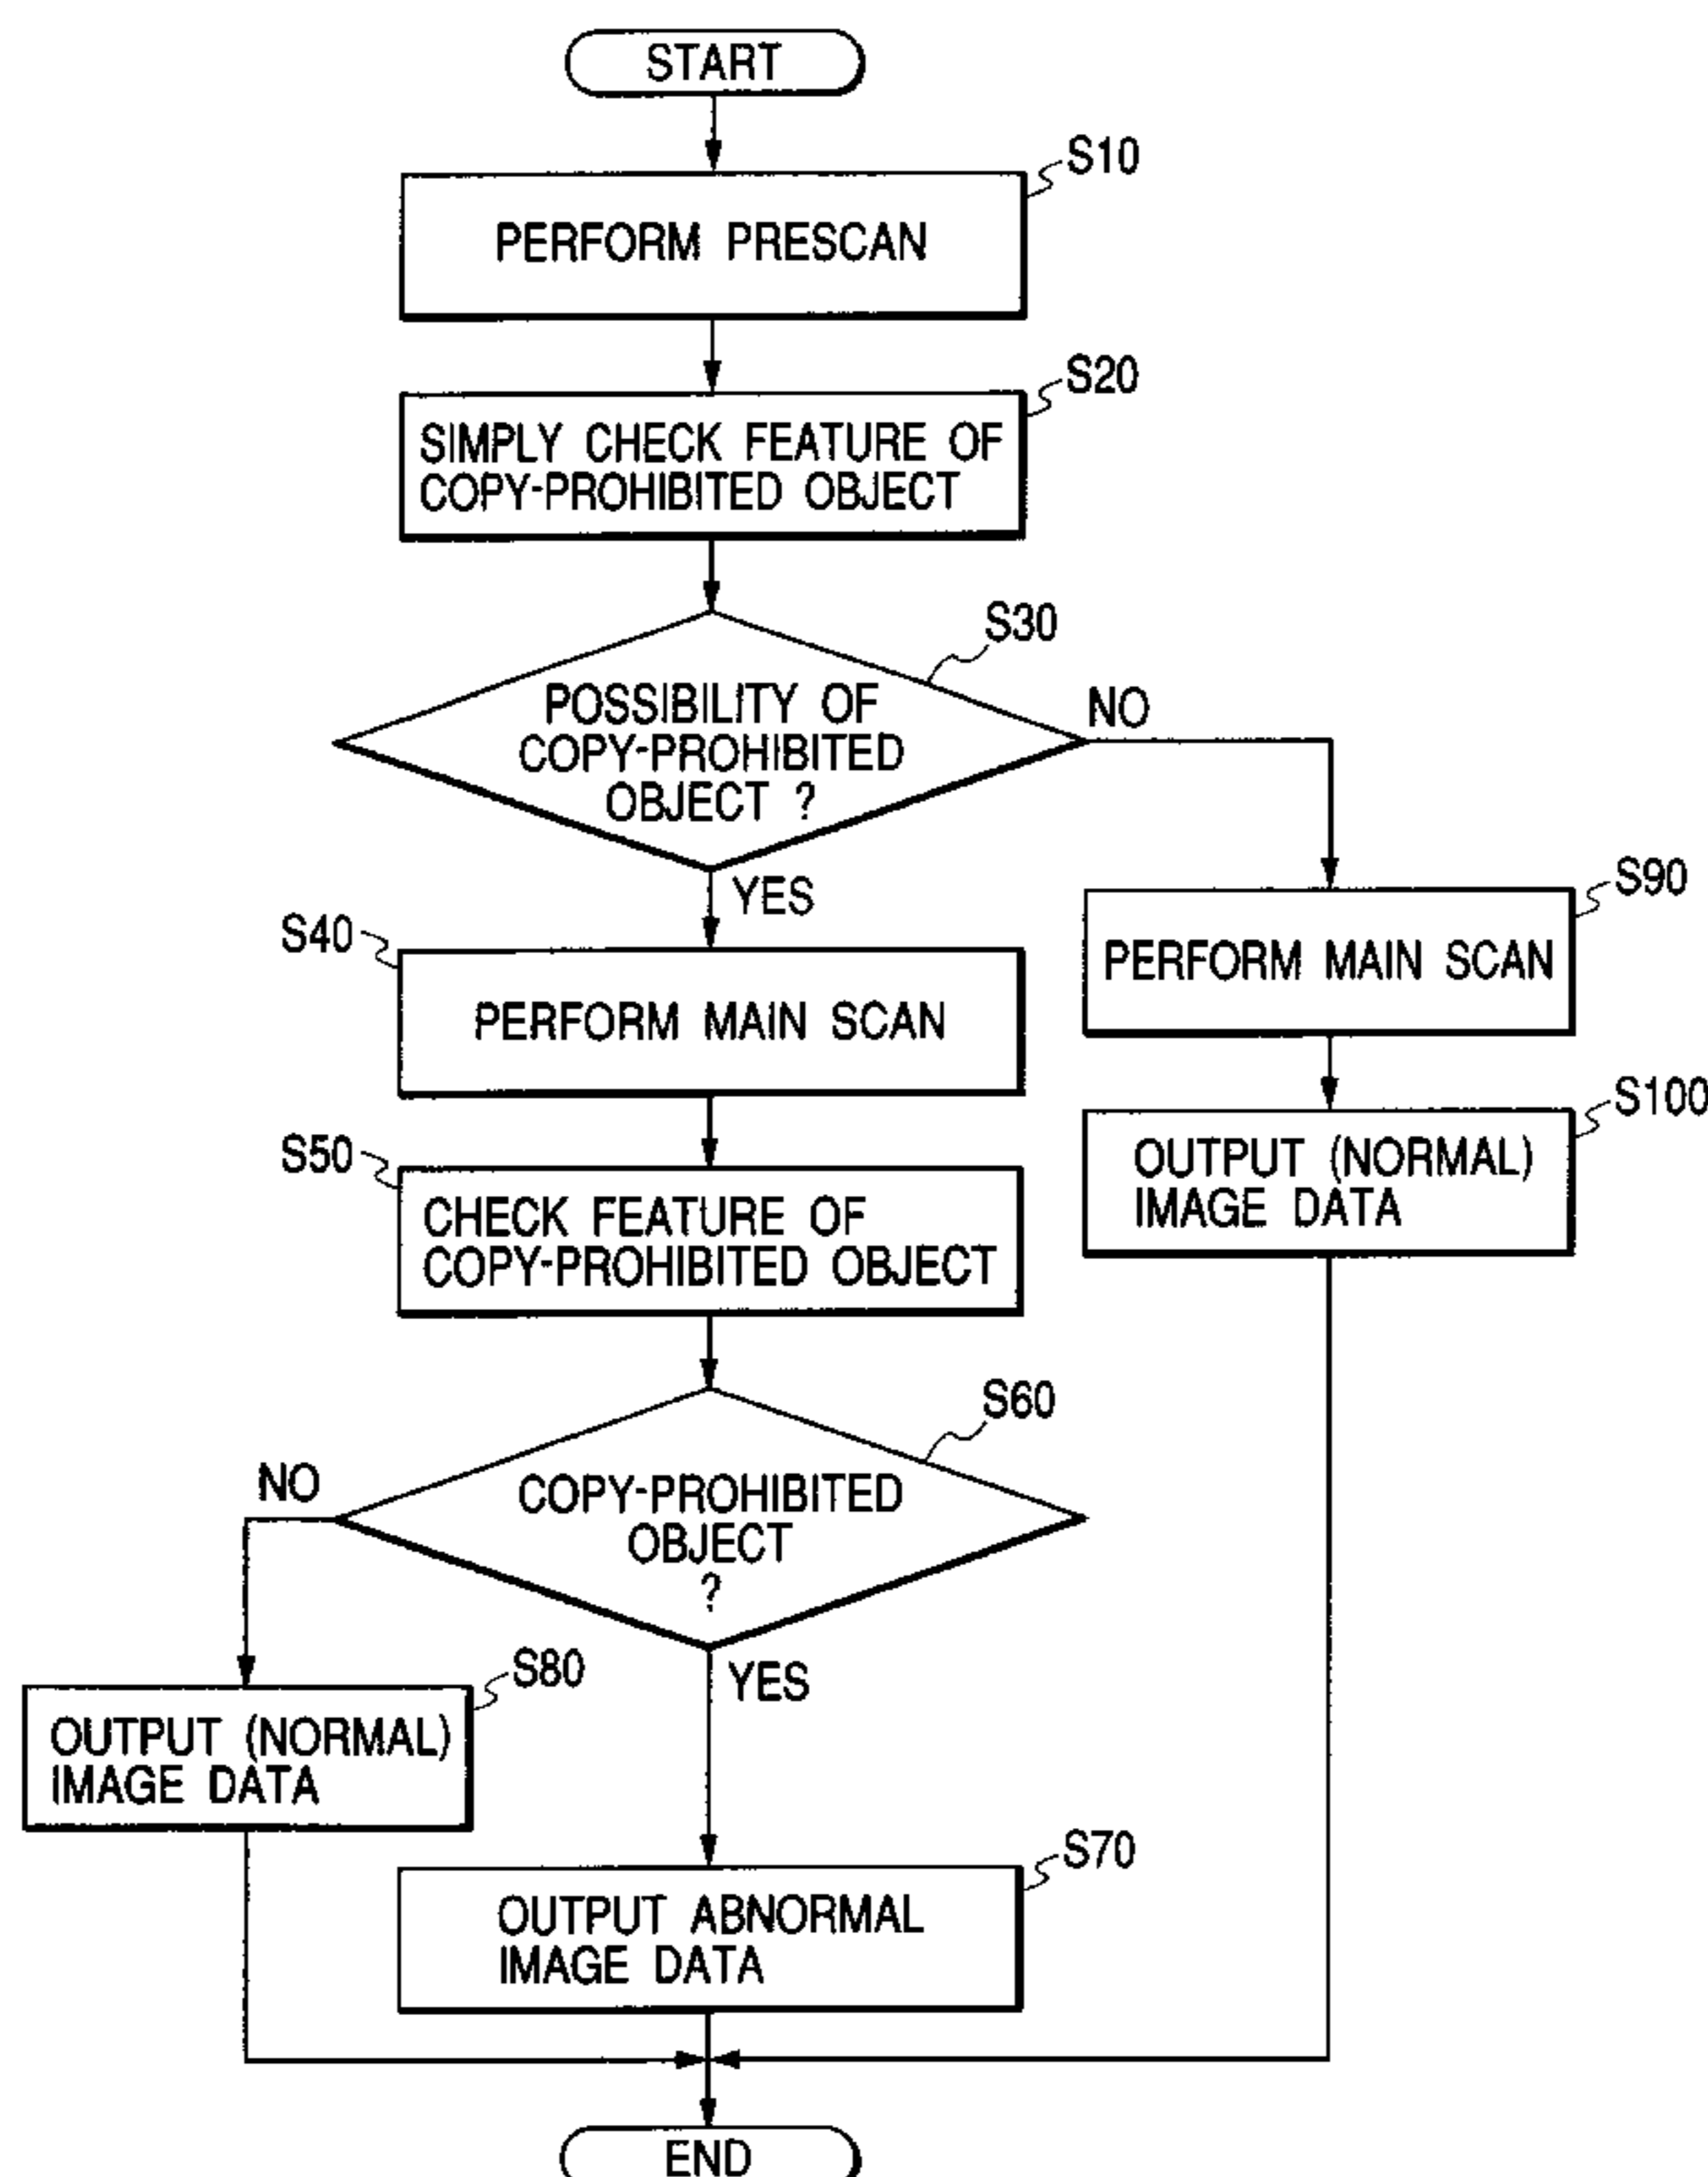 START
S10
PERFORM PRESCAN
S20
SIMPLY CHECK FEATURE OF
COPY-PROHIBITED OBJECT
S30
POSSIBILITY OF
COPY-PROHIBITED
OBJECT ?
NO
YES
S40
PERFORM MAIN SCAN
S90
PERFORM MAIN SCAN
S50
CHECK FEATURE OF
COPY-PROHIBITED OBJECT
S100
OUTPUT (NORMAL)
IMAGE DATA
S60
COPY-PROHIBITED
OBJECT
?
NO
YES
S80
OUTPUT (NORMAL)
IMAGE DATA
S70
OUTPUT ABNORMAL
IMAGE DATA
END